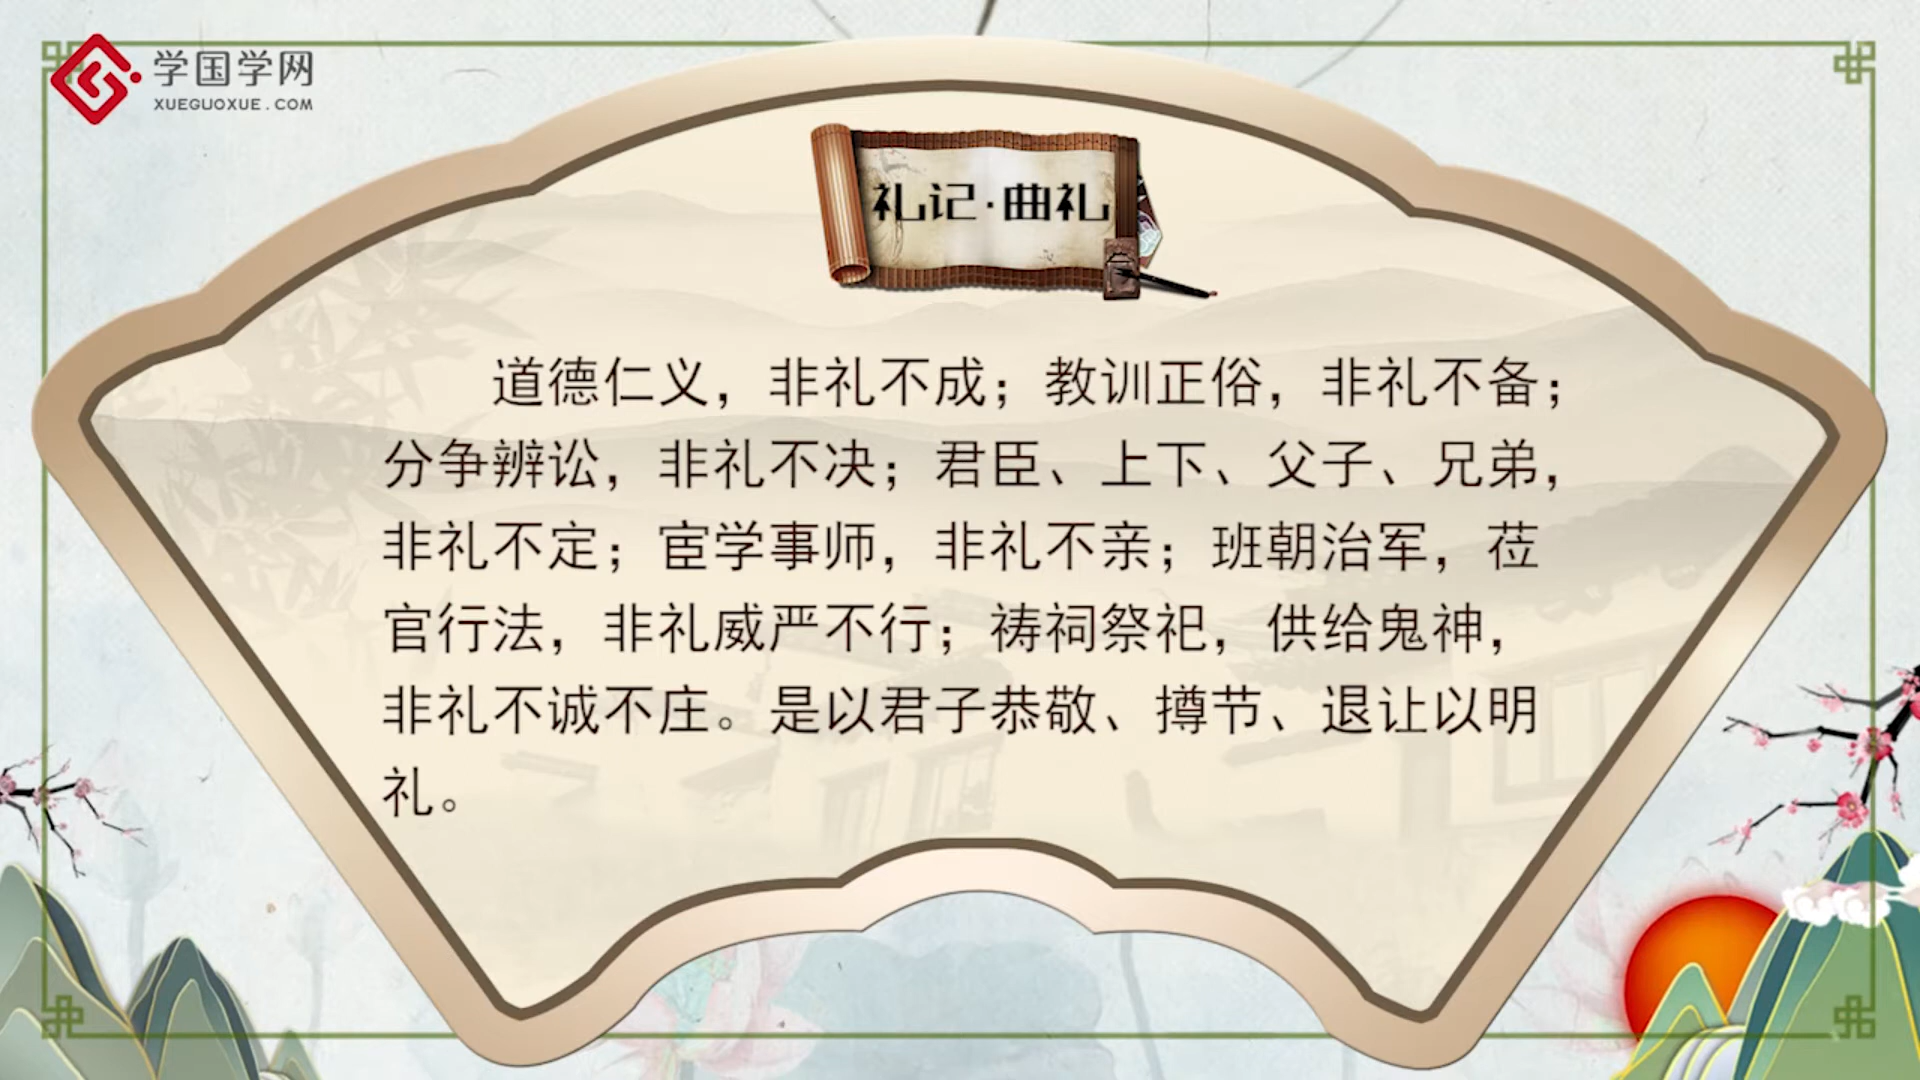 学国学网
XUEGUOXUE.COM
礼记·曲礼
道德仁义，非礼不成；教训正俗，非礼不备；
分争辨讼，非礼不决；君臣、上下、父子、兄弟，
非礼不定；宦学事师，非礼不亲；班朝治军，莅
官行法，非礼威严不行；祷祠祭祀，供给鬼神，
非礼不诚不庄。是以君子恭敬、撙节、退让以明
礼。